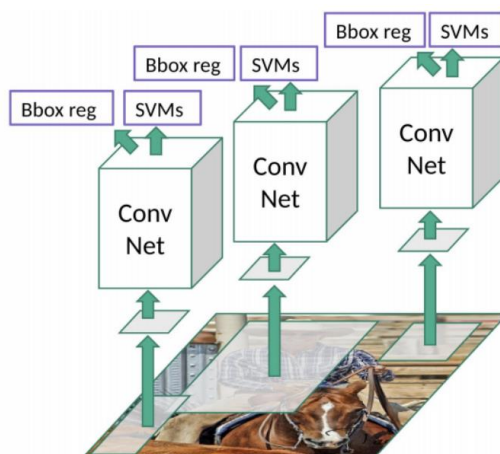 Bbox reg SVMs
Bbox reg SVMs
Bbox reg SVMs
Conv
Net
Conv
Net
Conv
Net